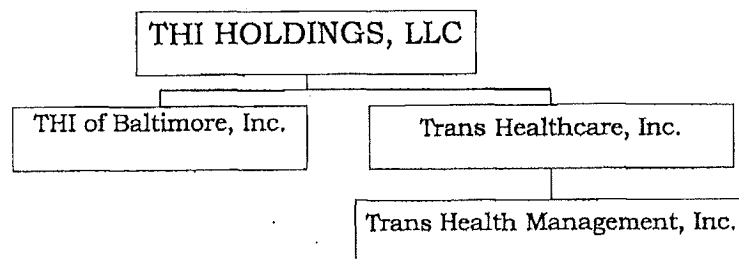 THI HOLDINGS, LLC
THI of Baltimore, Inc.
Trans Healthcare, Inc.
Trans Health Management, Inc.